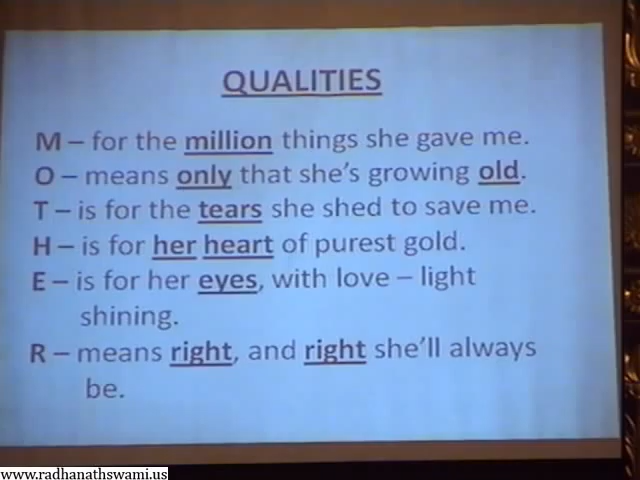 QUALITIES
M – for the million things she gave me.
O – means only that she's growing old.
T – is for the tears she shed to save me.
H – is for her heart of purest gold.
E – is for her eyes, with love – light
shining.
R – means right, and right she'll always
be.
www.radhanathswami.us